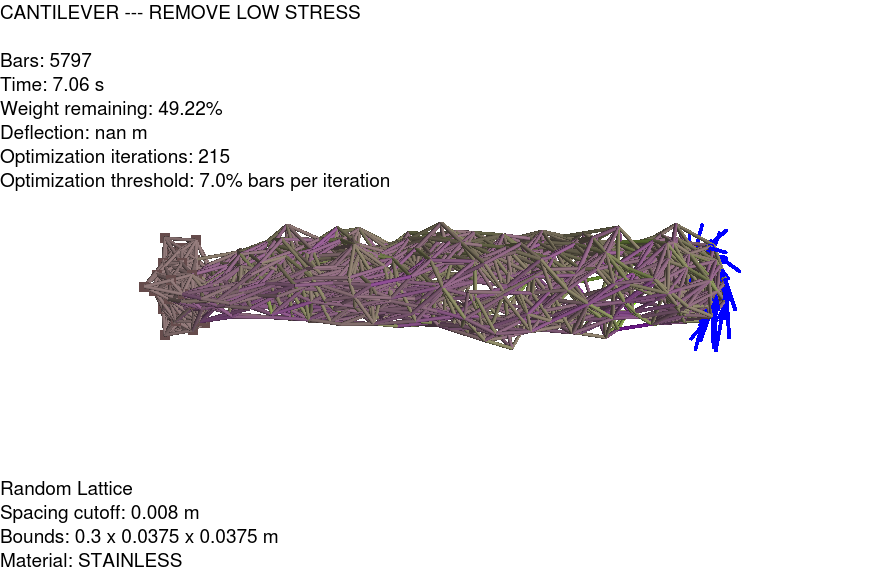 CANTILEVER --- REMOVE LOW STRESS
Bars: 5797
Time: 7.06 s
Weight remaining: 49.22%
Deflection: nan m
Optimization iterations: 215
Optimization threshold: 7.0% bars per iteration
Random Lattice
Spacing cutoff: 0.008 m
Bounds: 0.3 x 0.0375 x 0.0375 m
Material: STAINLESS